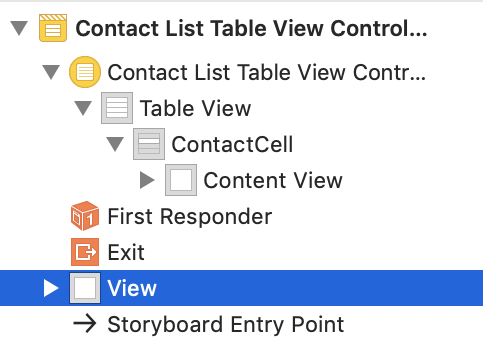 Contact List Table View Control...
Contact List Table View Contr...
Table View
ContactCell
Content View
First Responder
Exit
View
Storyboard Entry Point